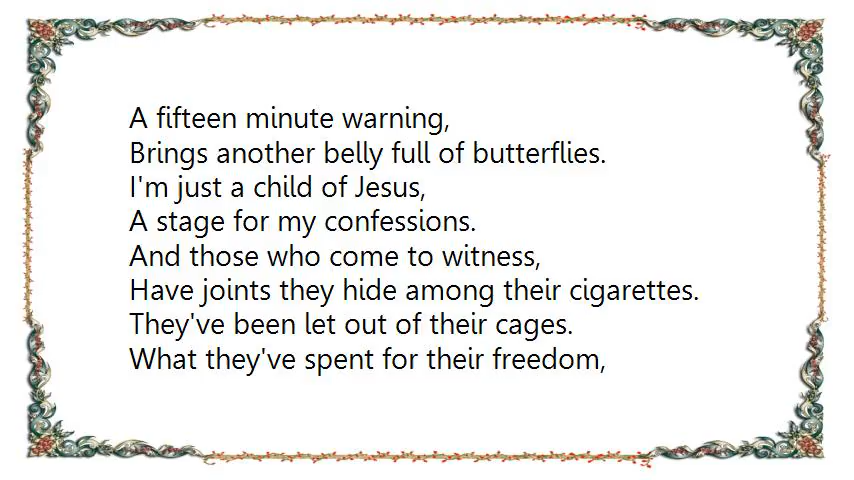 A fifteen minute warning,
Brings another belly full of butterflies.
I'm just a child of Jesus,
A stage for my confessions.
And those who come to witness,
Have joints they hide among their cigarettes.
They've been let out of their cages.
What they've spent for their freedom,